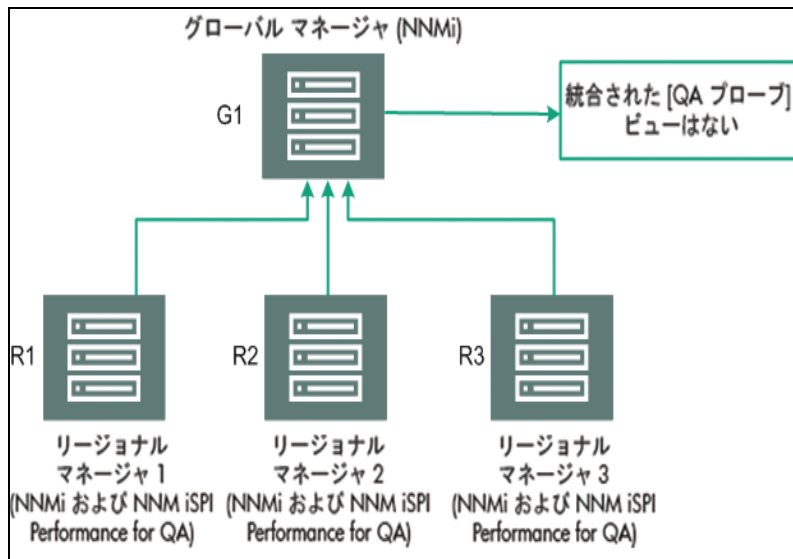 グローバル マネージャ (NNMi)
G1
統合された [QA プローブ]
ビューはない
R1
R2
R3
リージョナル
マネージャ 1
(NNMi および NNM iSPI
Performance for QA)
リージョナル
マネージャ 2
(NNMi および NNM iSPI
Performance for QA)
リージョナル
マネージャ 3
(NNMi および NNM iSPI
Performance for QA)